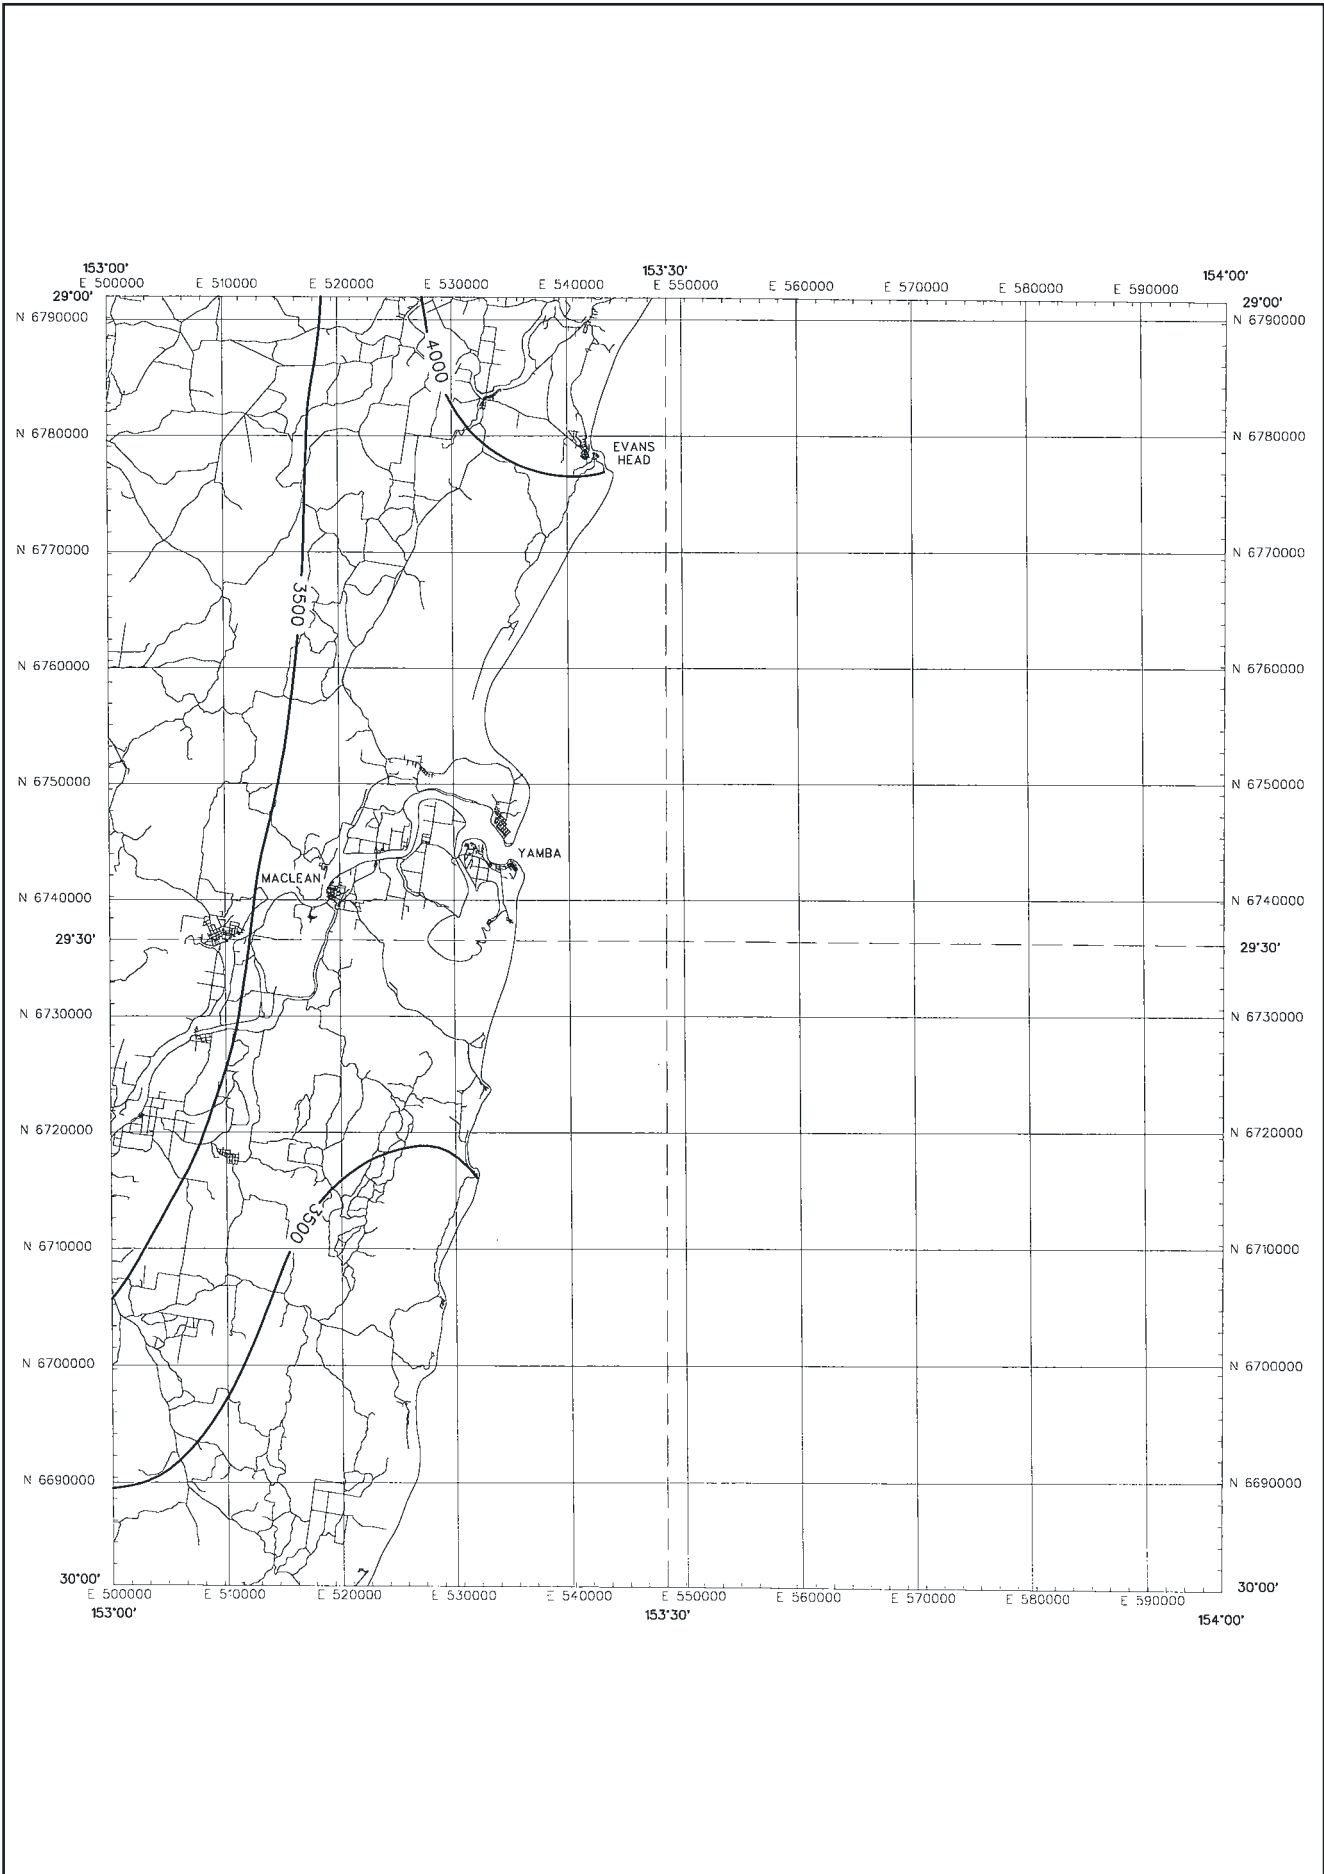 153°00' 153°30' 154°00'
E 500000 E 510000 E 520000 E 530000 E 540000 E 550000 E 560000 E 570000 E 580000 E 590000
29°00' 29°00'
N 6790000 N 6790000
4000
N 6780000 N 6780000
EVANS
HEAD
N 6770000 N 6770000
3500
N 6760000 N 6760000
N 6750000 N 6750000
YAMBA
MACLEAN
N 6740000 N 6740000
29°30' 29°30'
N 6730000 N 6730000
N 6720000 N 6720000
3500
N 6710000 N 6710000
N 6700000 N 6700000
N 6690000 N 6690000
30°00' 30°00'
E 500000 E 510000 E 520000 E 530000 E 540000 E 550000 E 560000 E 570000 E 580000 E 590000
153°00' 153°30' 154°00'